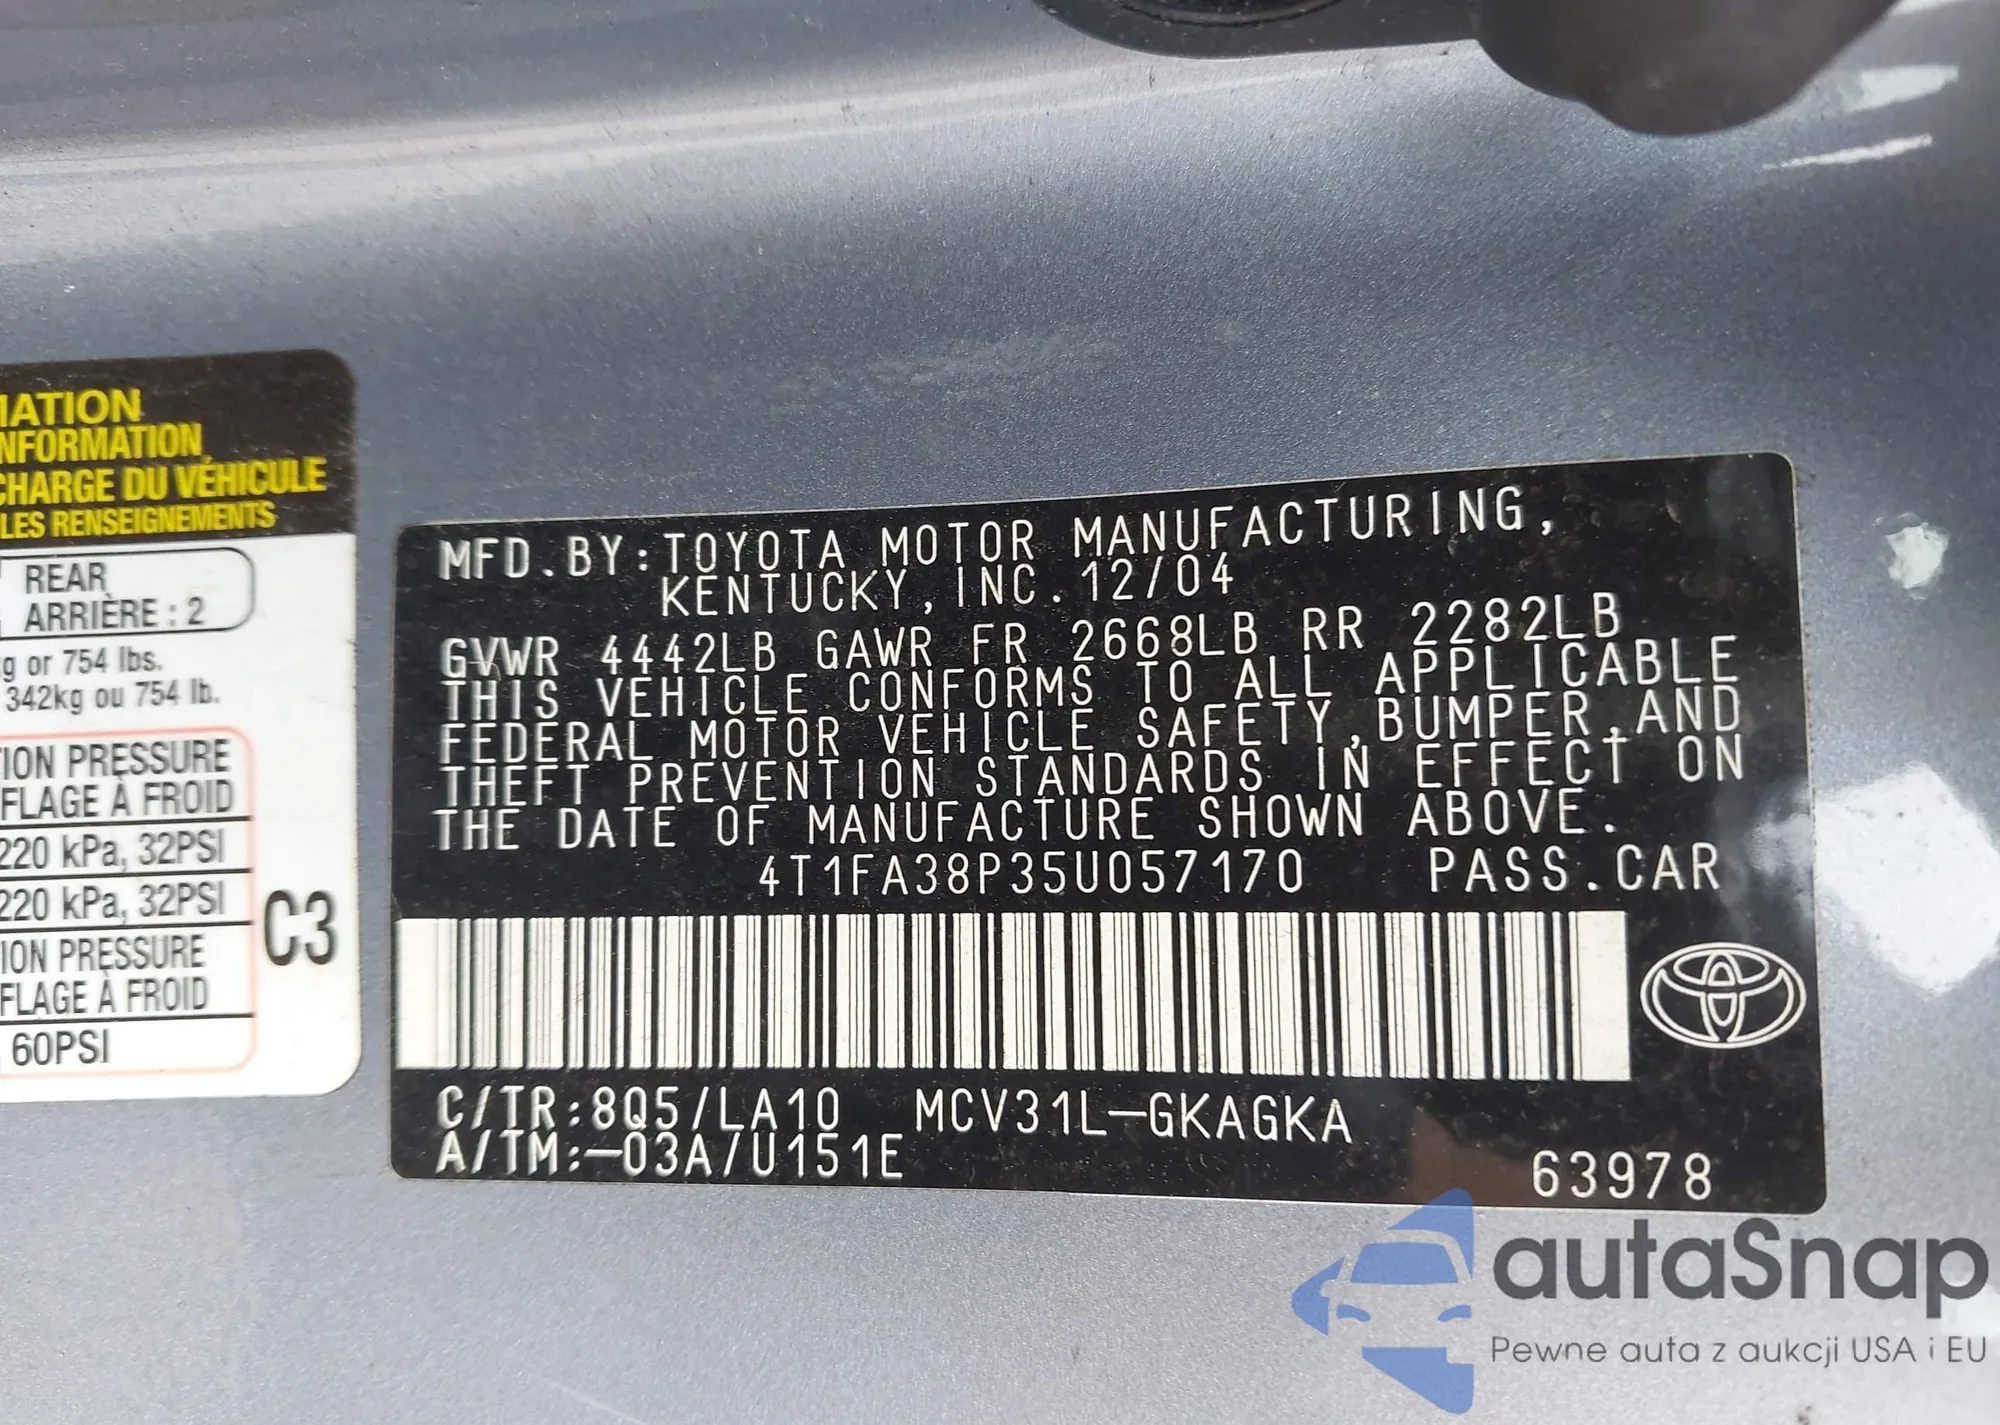 MATION
INFORMATION
CHARGE DU VÉHICULE
LES RENSEIGNEMENTS
REAR
ARRIÈRE : 2
kg or 754 lbs.
342kg ou 754 lb.
ION PRESSURE
FLAGE À FROID
220 kPa, 32PSI
220 kPa, 32PSI
ION PRESSURE
FLAGE À FROID
60PSI
C3
MFD.BY:TOYOTA MOTOR MANUFACTURING,
KENTUCKY,INC. 12/04
GVWR 4442LB GAWR FR 2668LB RR 2282LB
THIS VEHICLE CONFORMS TO ALL APPLICABLE
FEDERAL MOTOR VEHICLE SAFETY,BUMPER,AND
THEFT PREVENTION STANDARDS IN EFFECT ON
THE DATE OF MANUFACTURE SHOWN ABOVE.
4T1FA38P35U057170 PASS.CAR
C/TR:8Q5/LA10 MCV31L-GKAGKA
A/TM:-03A/U151E
63978
autaSnap
Pewne auta z aukcji USA i EU